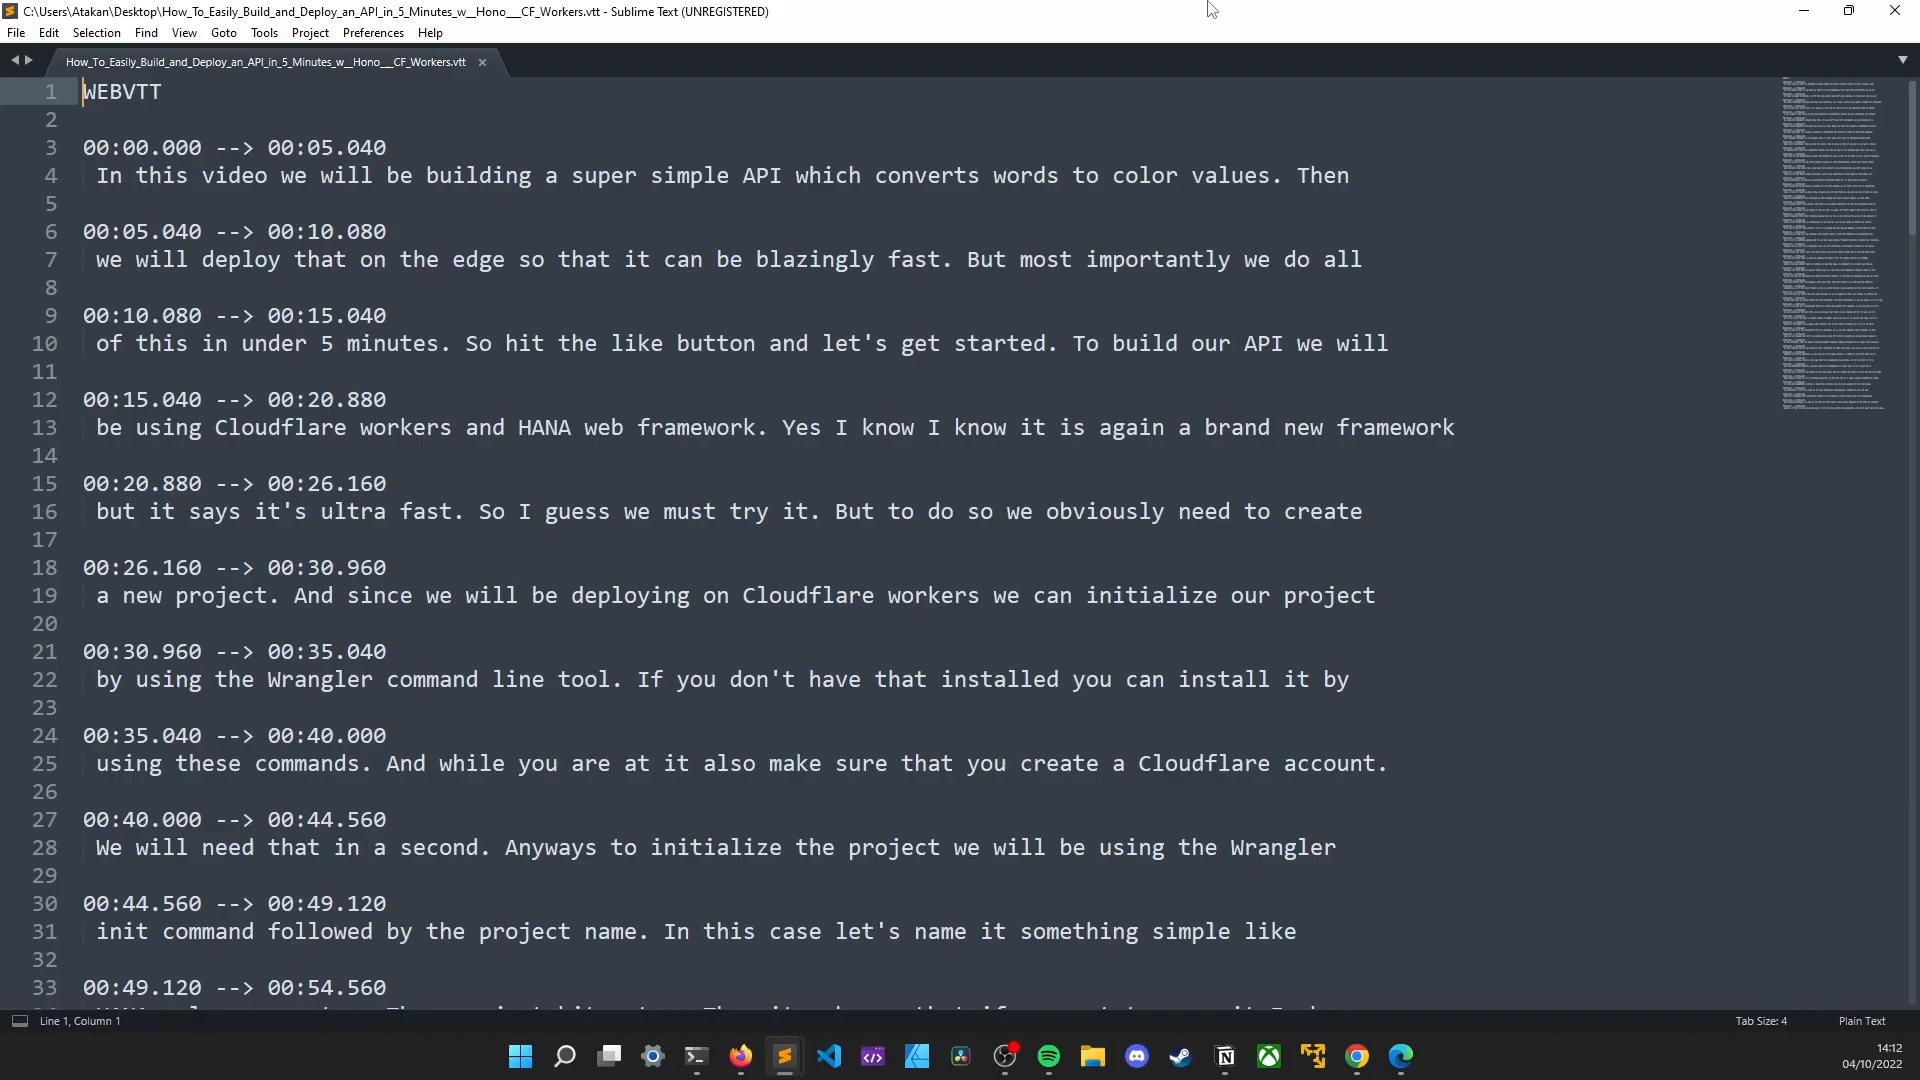 C:\Users\Atakan\Desktop\How_To_Easily_Build_and_Deploy_an_API_in_5_Minutes_w__Hono___CF_Workers.vtt - Sublime Text (UNREGISTERED)
File Edit Selection Find View Goto Tools Project Preferences Help
How_To_Easily_Build_and_Deploy_an_API_in_5_Minutes_w__Hono___CF_Workers.vtt
1 WEBVTT
2
3 00:00.000 --> 00:05.040
4 In this video we will be building a super simple API which converts words to color values. Then
5
6 00:05.040 --> 00:10.080
7 we will deploy that on the edge so that it can be blazingly fast. But most importantly we do all
8
9 00:10.080 --> 00:15.040
10 of this in under 5 minutes. So hit the like button and let's get started. To build our API we will
11
12 00:15.040 --> 00:20.880
13 be using Cloudflare workers and HANA web framework. Yes I know I know it is again a brand new framework
14
15 00:20.880 --> 00:26.160
16 but it says it's ultra fast. So I guess we must try it. But to do so we obviously need to create
17
18 00:26.160 --> 00:30.960
19 a new project. And since we will be deploying on Cloudflare workers we can initialize our project
20
21 00:30.960 --> 00:35.040
22 by using the Wrangler command line tool. If you don't have that installed you can install it by
23
24 00:35.040 --> 00:40.000
25 using these commands. And while you are at it also make sure that you create a Cloudflare account.
26
27 00:40.000 --> 00:44.560
28 We will need that in a second. Anyways to initialize the project we will be using the Wrangler
29
30 00:44.560 --> 00:49.120
31 init command followed by the project name. In this case let's name it something simple like
32
33 00:49.120 --> 00:54.560
Line 1, Column 1
Tab Size: 4
Plain Text
14:12
04/10/2022